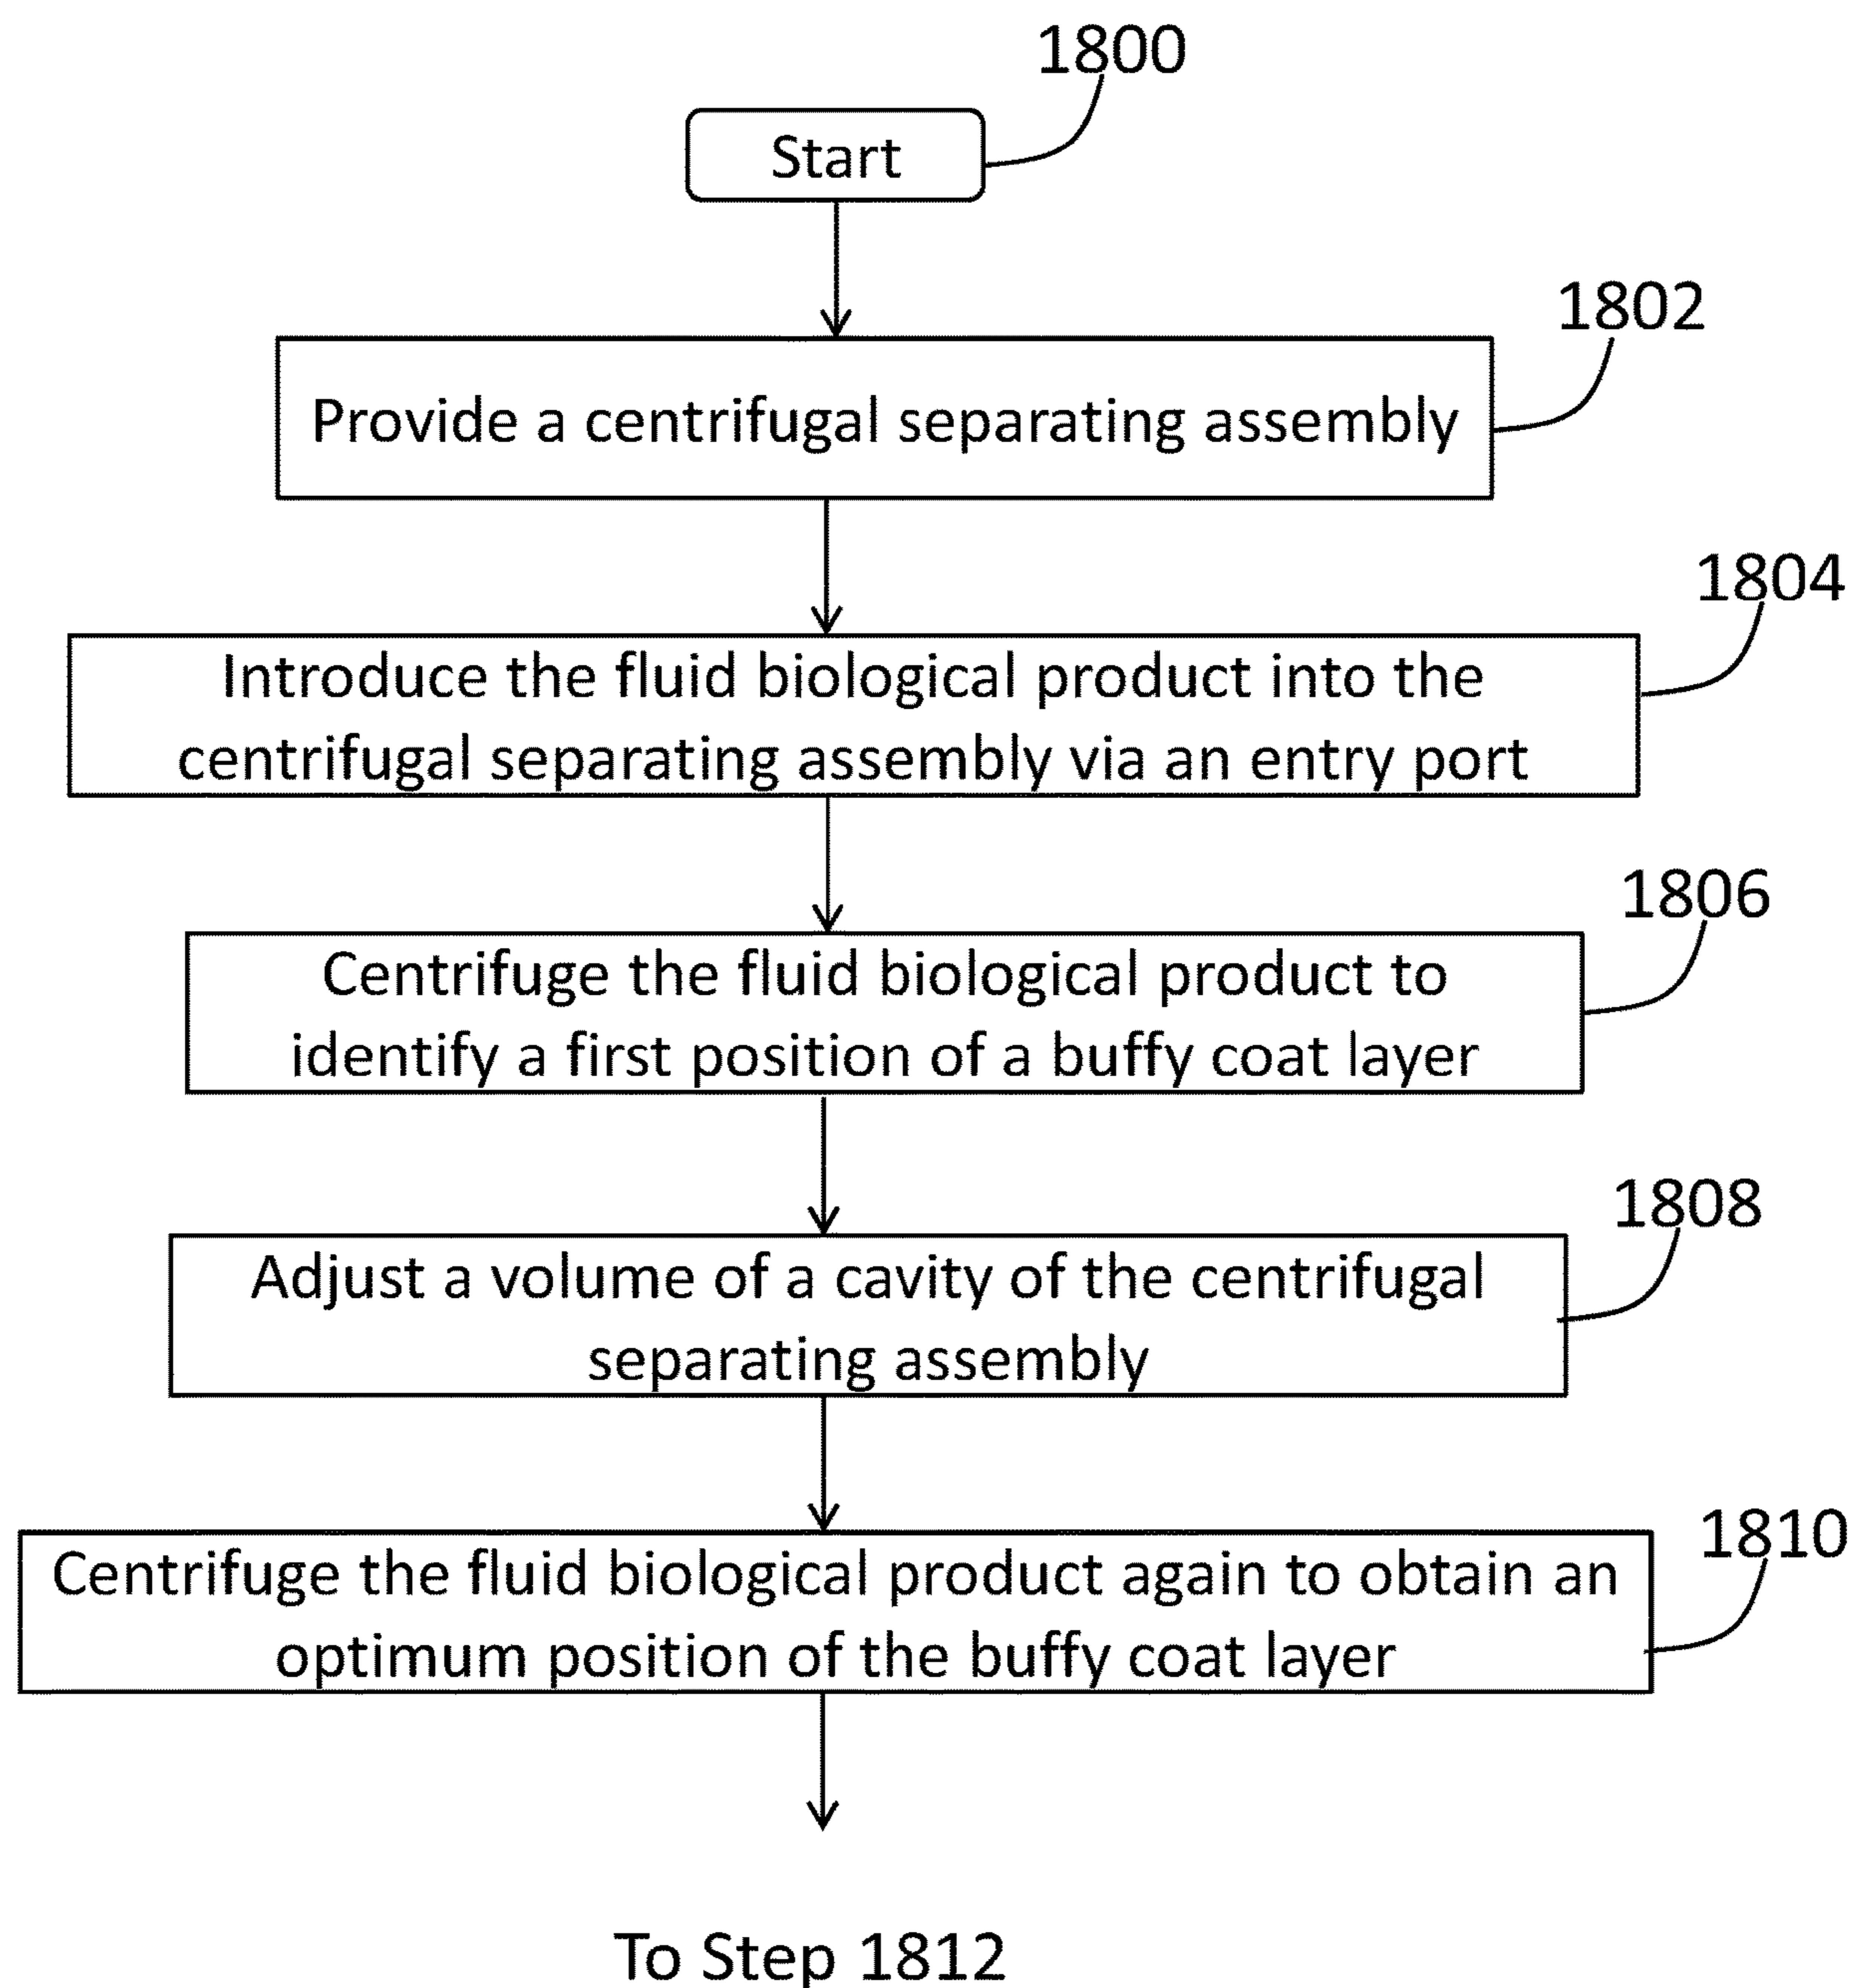 1800
Start
1802
Provide a centrifugal separating assembly
1804
Introduce the fluid biological product into the
centrifugal separating assembly via an entry port
1806
Centrifuge the fluid biological product to
identify a first position of a buffy coat layer
1808
Adjust a volume of a cavity of the centrifugal
separating assembly
1810
Centrifuge the fluid biological product again to obtain an
optimum position of the buffy coat layer
To Step 1812